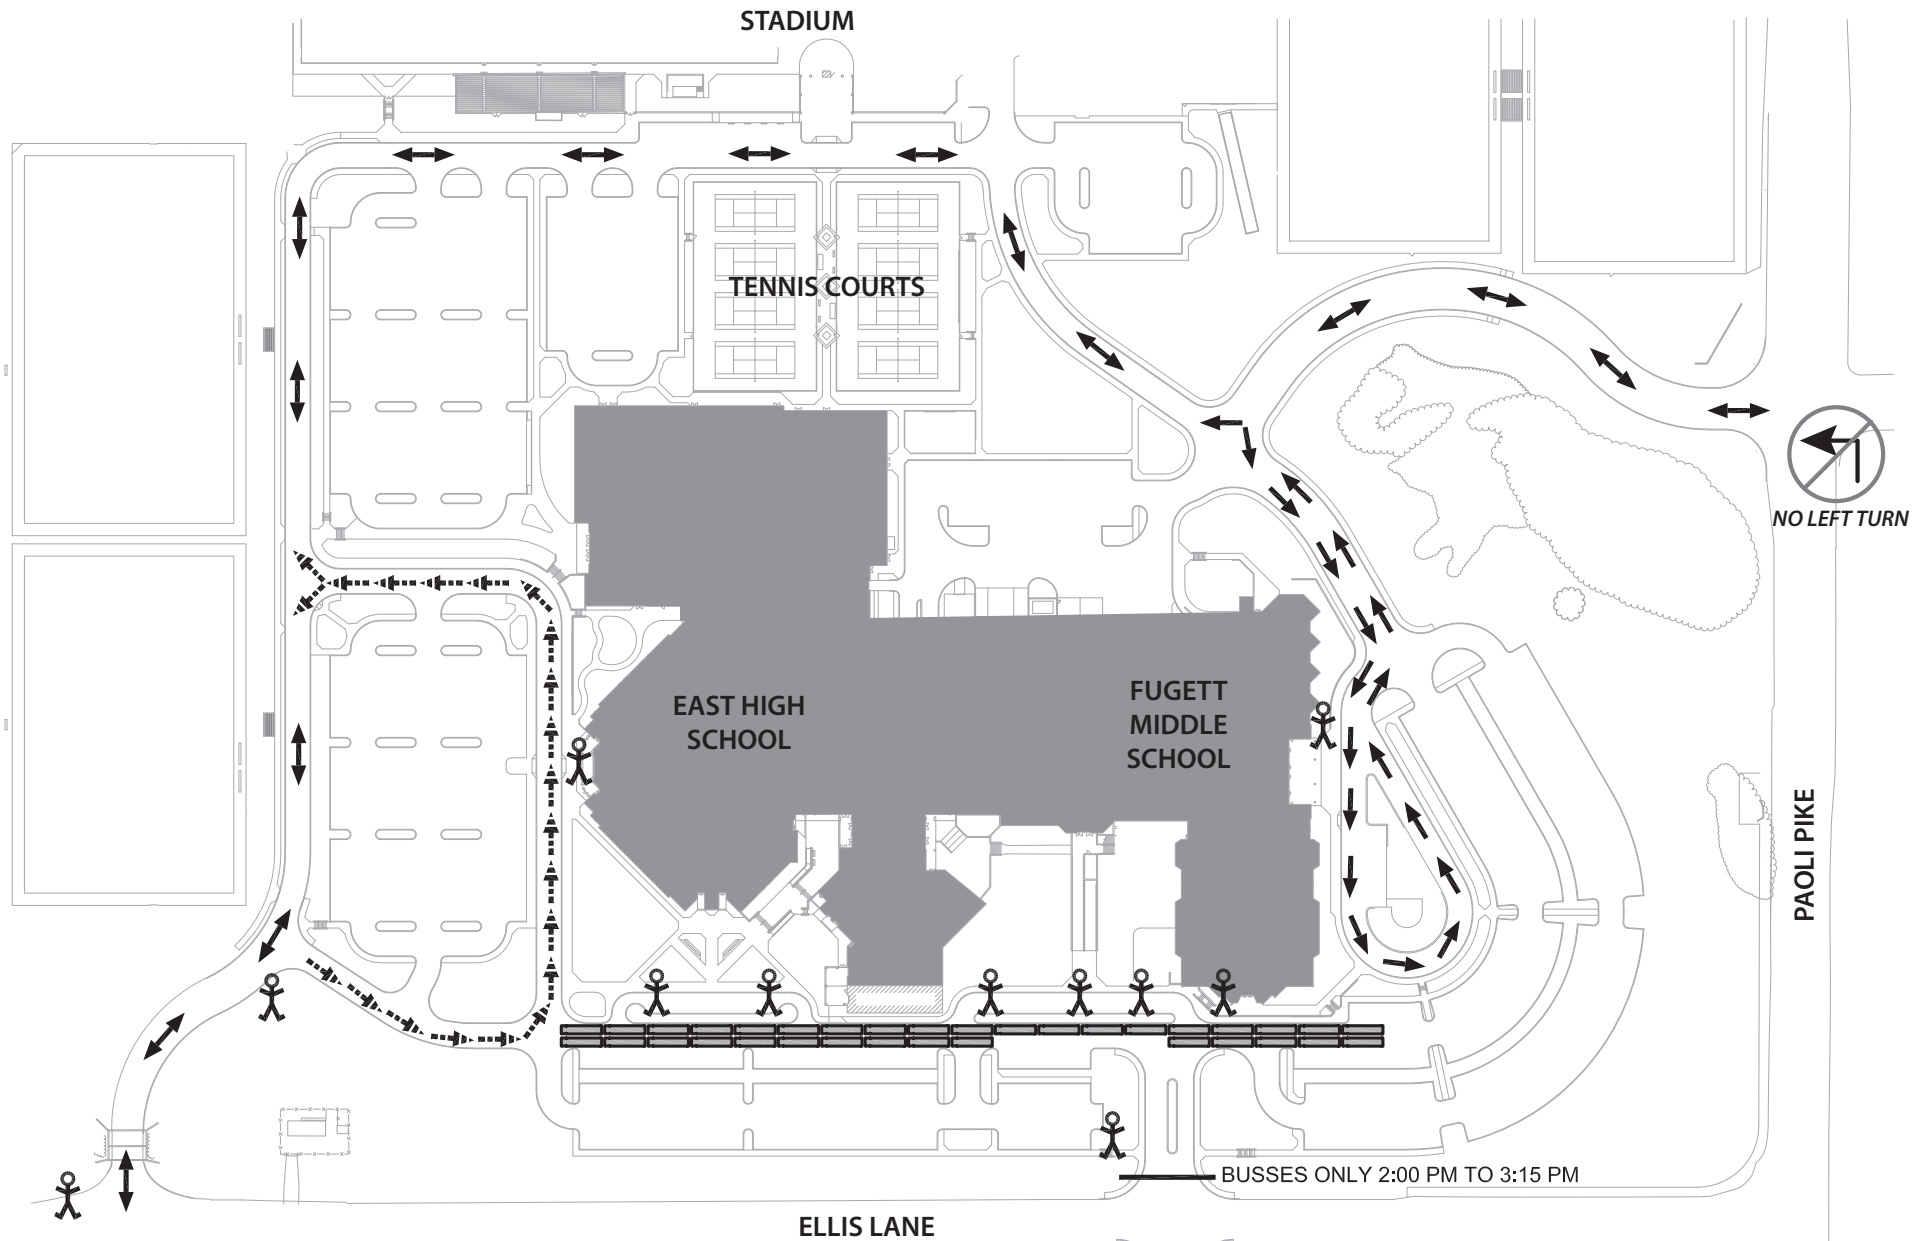 STADIUM
TENNIS COURTS
NO LEFT TURN
EAST HIGH
SCHOOL
FUGETT
MIDDLE
SCHOOL
PAOLI PIKE
BUSSES ONLY 2:00 PM TO 3:15 PM
ELLIS LANE